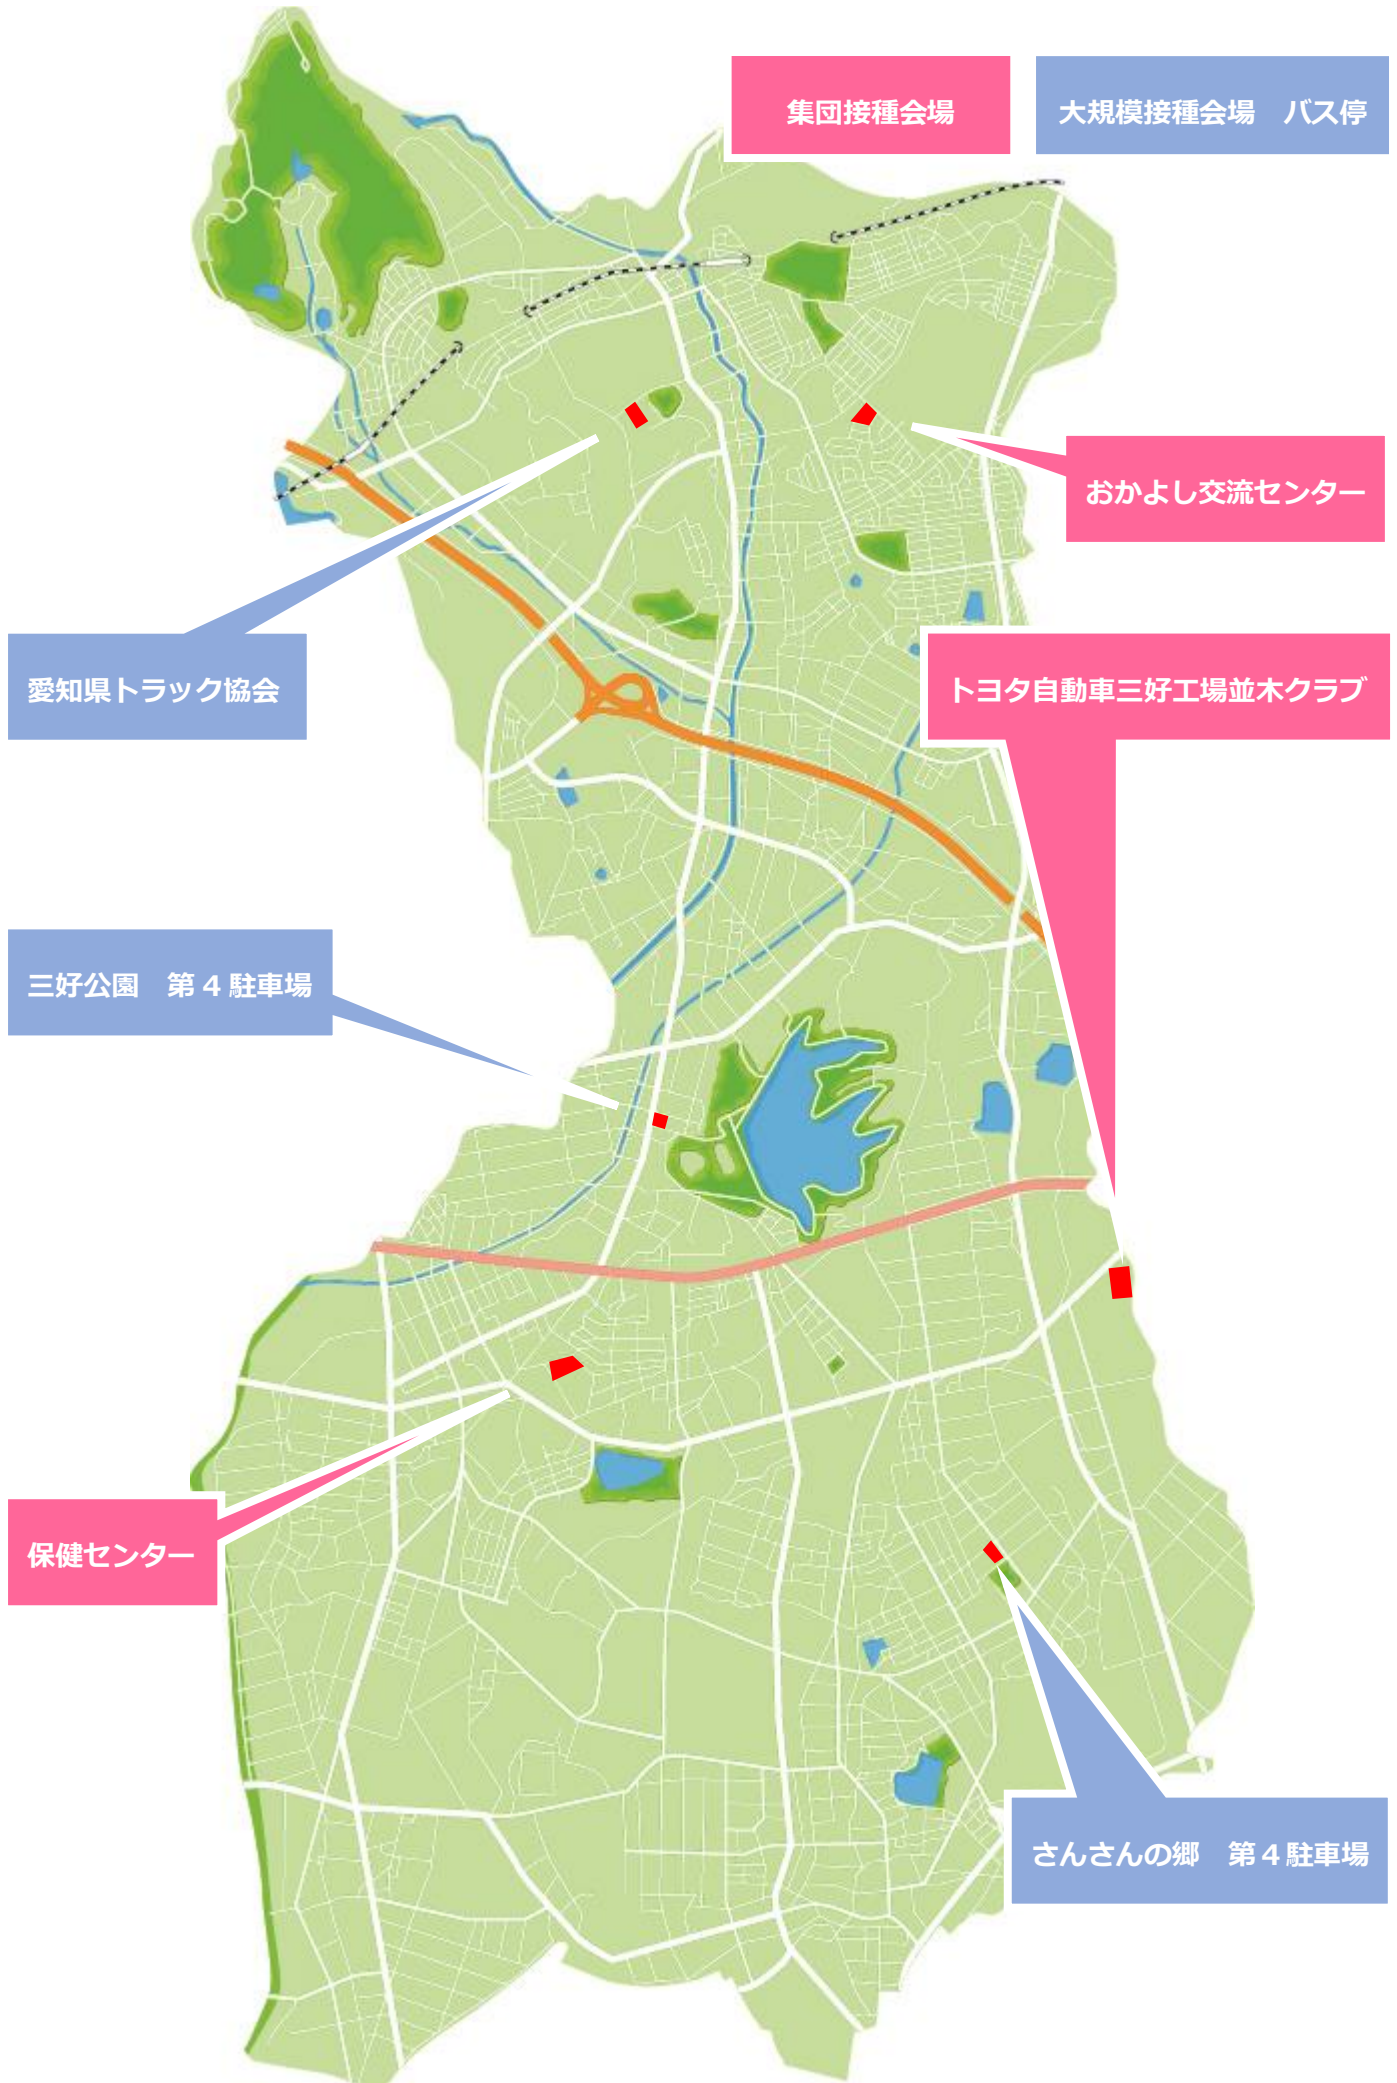 集団接種会場
大規模接種会場　バス停
おかよし交流センター
愛知県トラック協会
トヨタ自動車三好工場並木クラブ
三好公園　第４駐車場
保健センター
さんさんの郷　第４駐車場